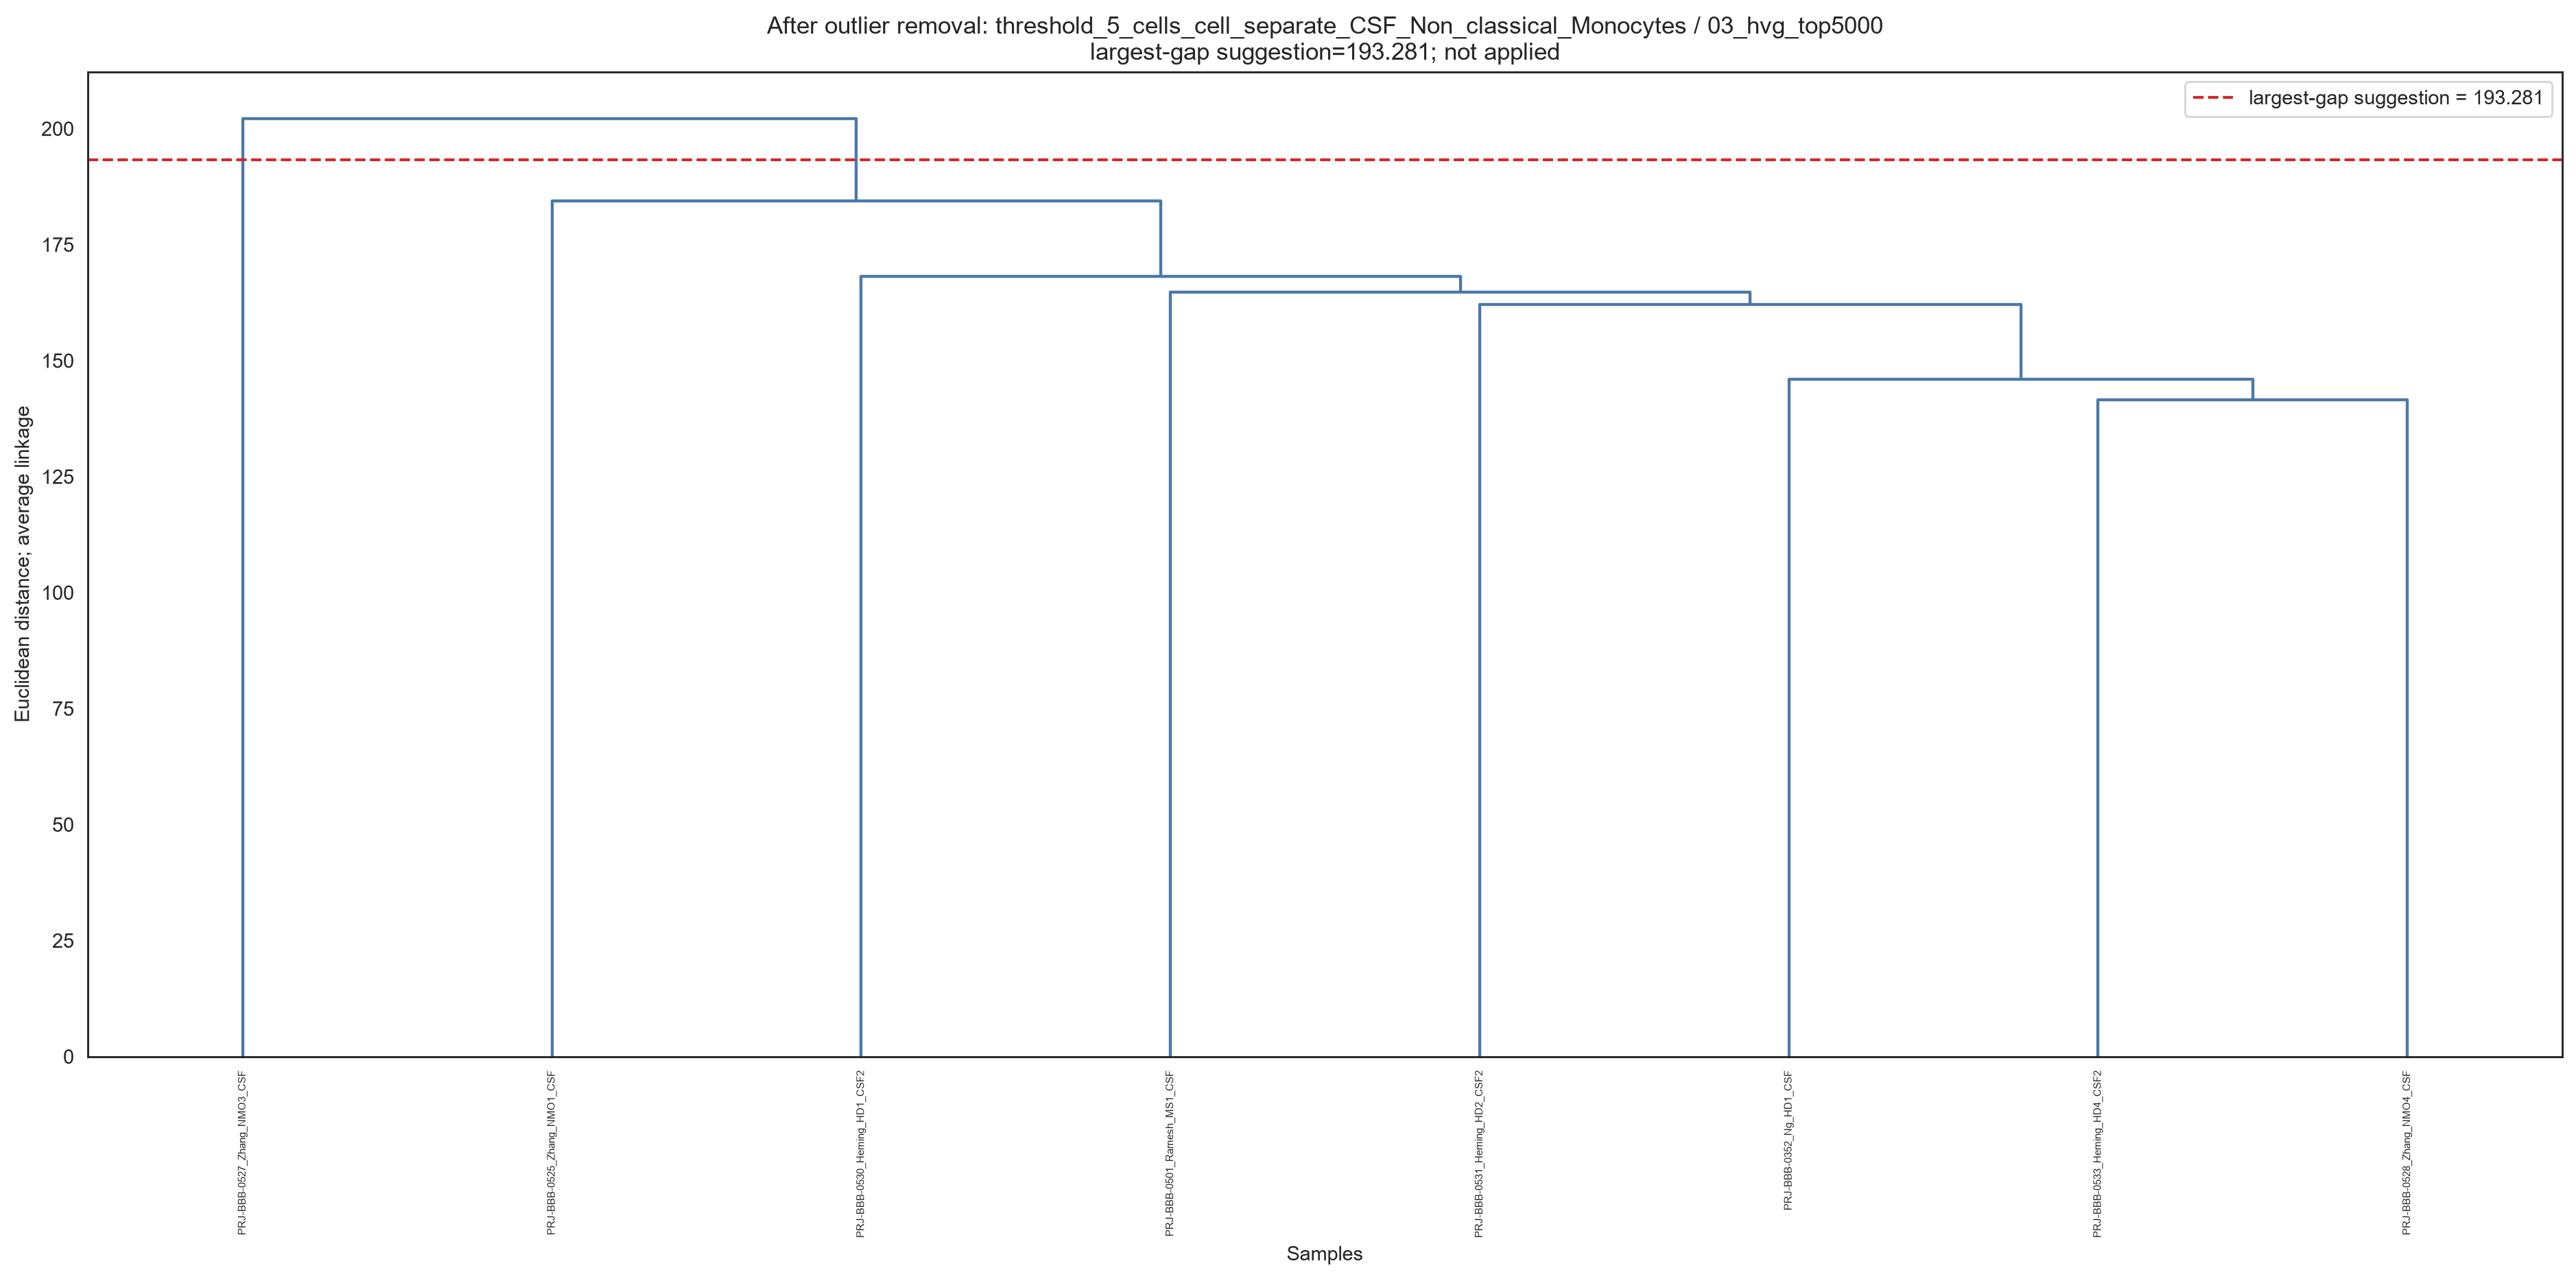 After outlier removal: threshold_5_cells_cell_separate_CSF_Non_classical_Monocytes / 03_hvg_top5000
largest-gap suggestion=193.281; not applied
largest-gap suggestion = 193.281
Euclidean distance; average linkage
200
175
150
125
100
75
50
25
0
PRJ-BBB-0527_Zhang_NMO3_CSF
PRJ-BBB-0525_Zhang_NMO1_CSF
PRJ-BBB-0530_Heming_HD1_CSF2
PRJ-BBB-0501_Ramesh_MS1_CSF
PRJ-BBB-0531_Heming_HD2_CSF2
PRJ-BBB-0352_Ng_HD1_CSF
PRJ-BBB-0533_Heming_HD4_CSF2
PRJ-BBB-0528_Zhang_NMO4_CSF
Samples